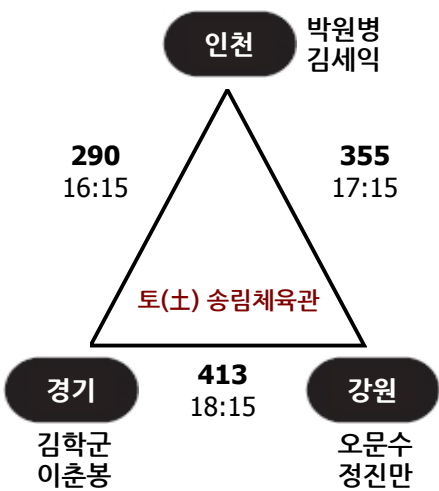 인천
박원병
김세익
290
16:15
355
17:15
토(土) 송림체육관
경기
413
18:15
강원
김학군
이춘봉
오문수
정진만